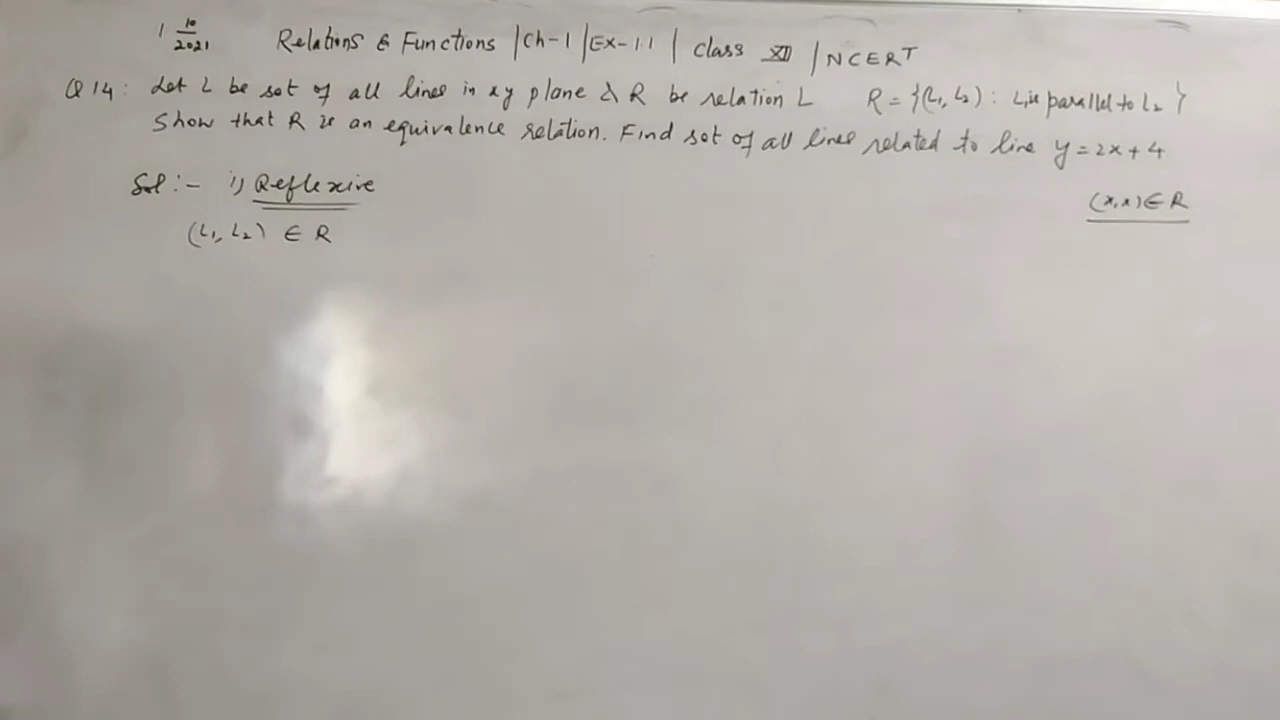 1 10/2021 Relations & Functions | Ch-1 | Ex-1.1 | Class XII | NCERT
Q 14: Let L be set of all lines in xy plane & R be relation L R = {(L₁, L₂) : L₁ is parallel to L₂}
Show that R is an equivalence relation. Find set of all lines related to line y = 2x + 4
Sol :- i) Reflexive
(x, x) ∈ R
(L₁, L₂) ∈ R